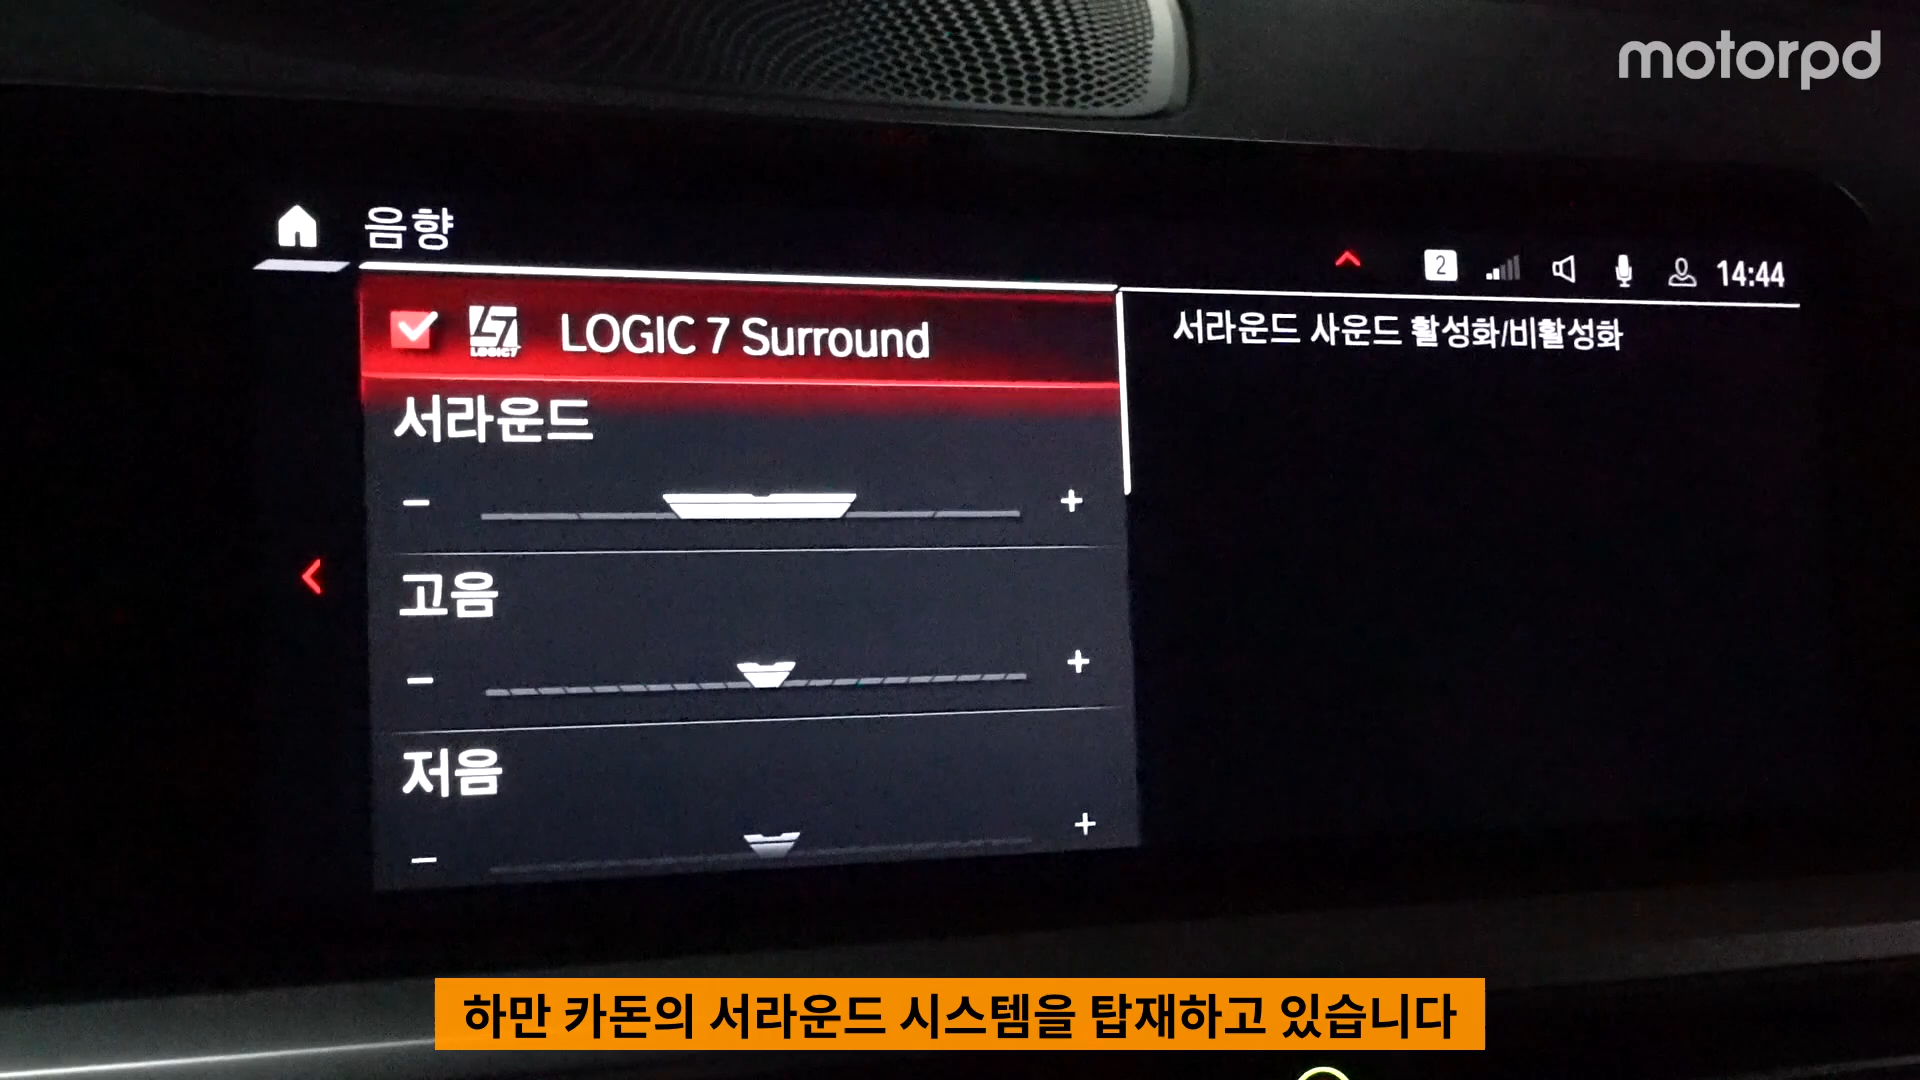 motorpd
음향
2
14:44
LOGIC7
LOGIC 7 Surround
서라운드 사운드 활성화/비활성화
서라운드
- +
고음
- +
저음
- +
하만 카돈의 서라운드 시스템을 탑재하고 있습니다